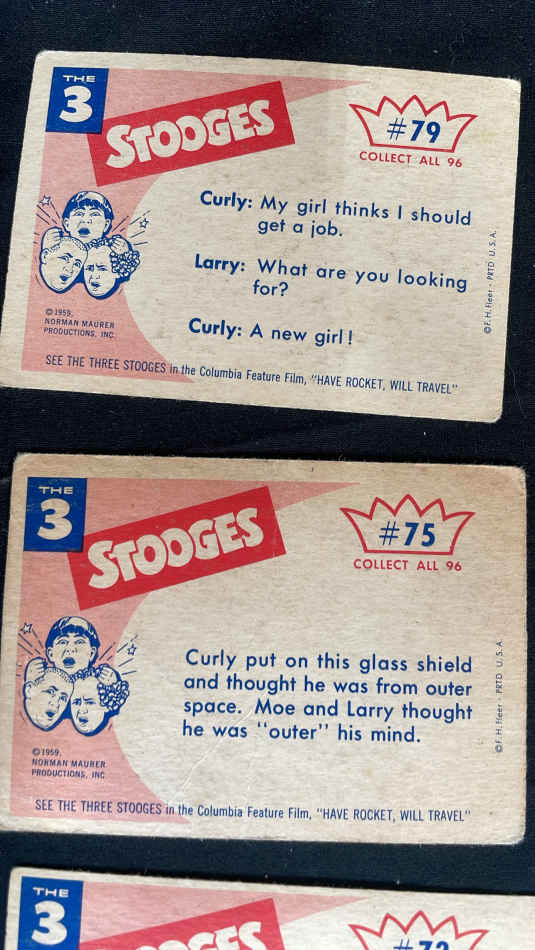 THE
3
STOOGES
#79
COLLECT ALL 96
Curly: My girl thinks I should
get a job.
Larry: What are you looking
for?
Curly: A new girl!
©1959,
NORMAN MAURER
PRODUCTIONS, INC.
©F. H. Fleer - PRTD U.S.A.
SEE THE THREE STOOGES in the Columbia Feature Film, "HAVE ROCKET, WILL TRAVEL"
THE
3
STOOGES
#75
COLLECT ALL 96
Curly put on this glass shield
and thought he was from outer
space. Moe and Larry thought
he was "outer" his mind.
©1959,
NORMAN MAURER
PRODUCTIONS, INC
©F. H. Fleer - PRTD U.S.A
SEE THE THREE STOOGES in the Columbia Feature Film, "HAVE ROCKET, WILL TRAVEL"
THE
3